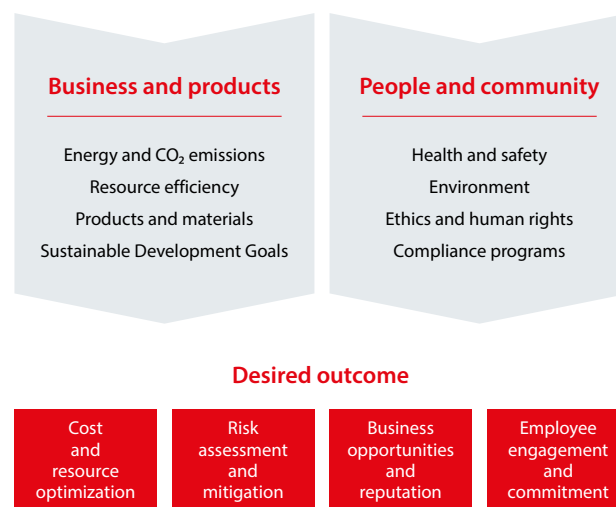 Business and products
Energy and CO₂ emissions
Resource efficiency
Products and materials
Sustainable Development Goals
People and community
Health and safety
Environment
Ethics and human rights
Compliance programs
Desired outcome
Cost
and
resource
optimization
Risk
assessment
and
mitigation
Business
opportunities
and
reputation
Employee
engagement
and
commitment